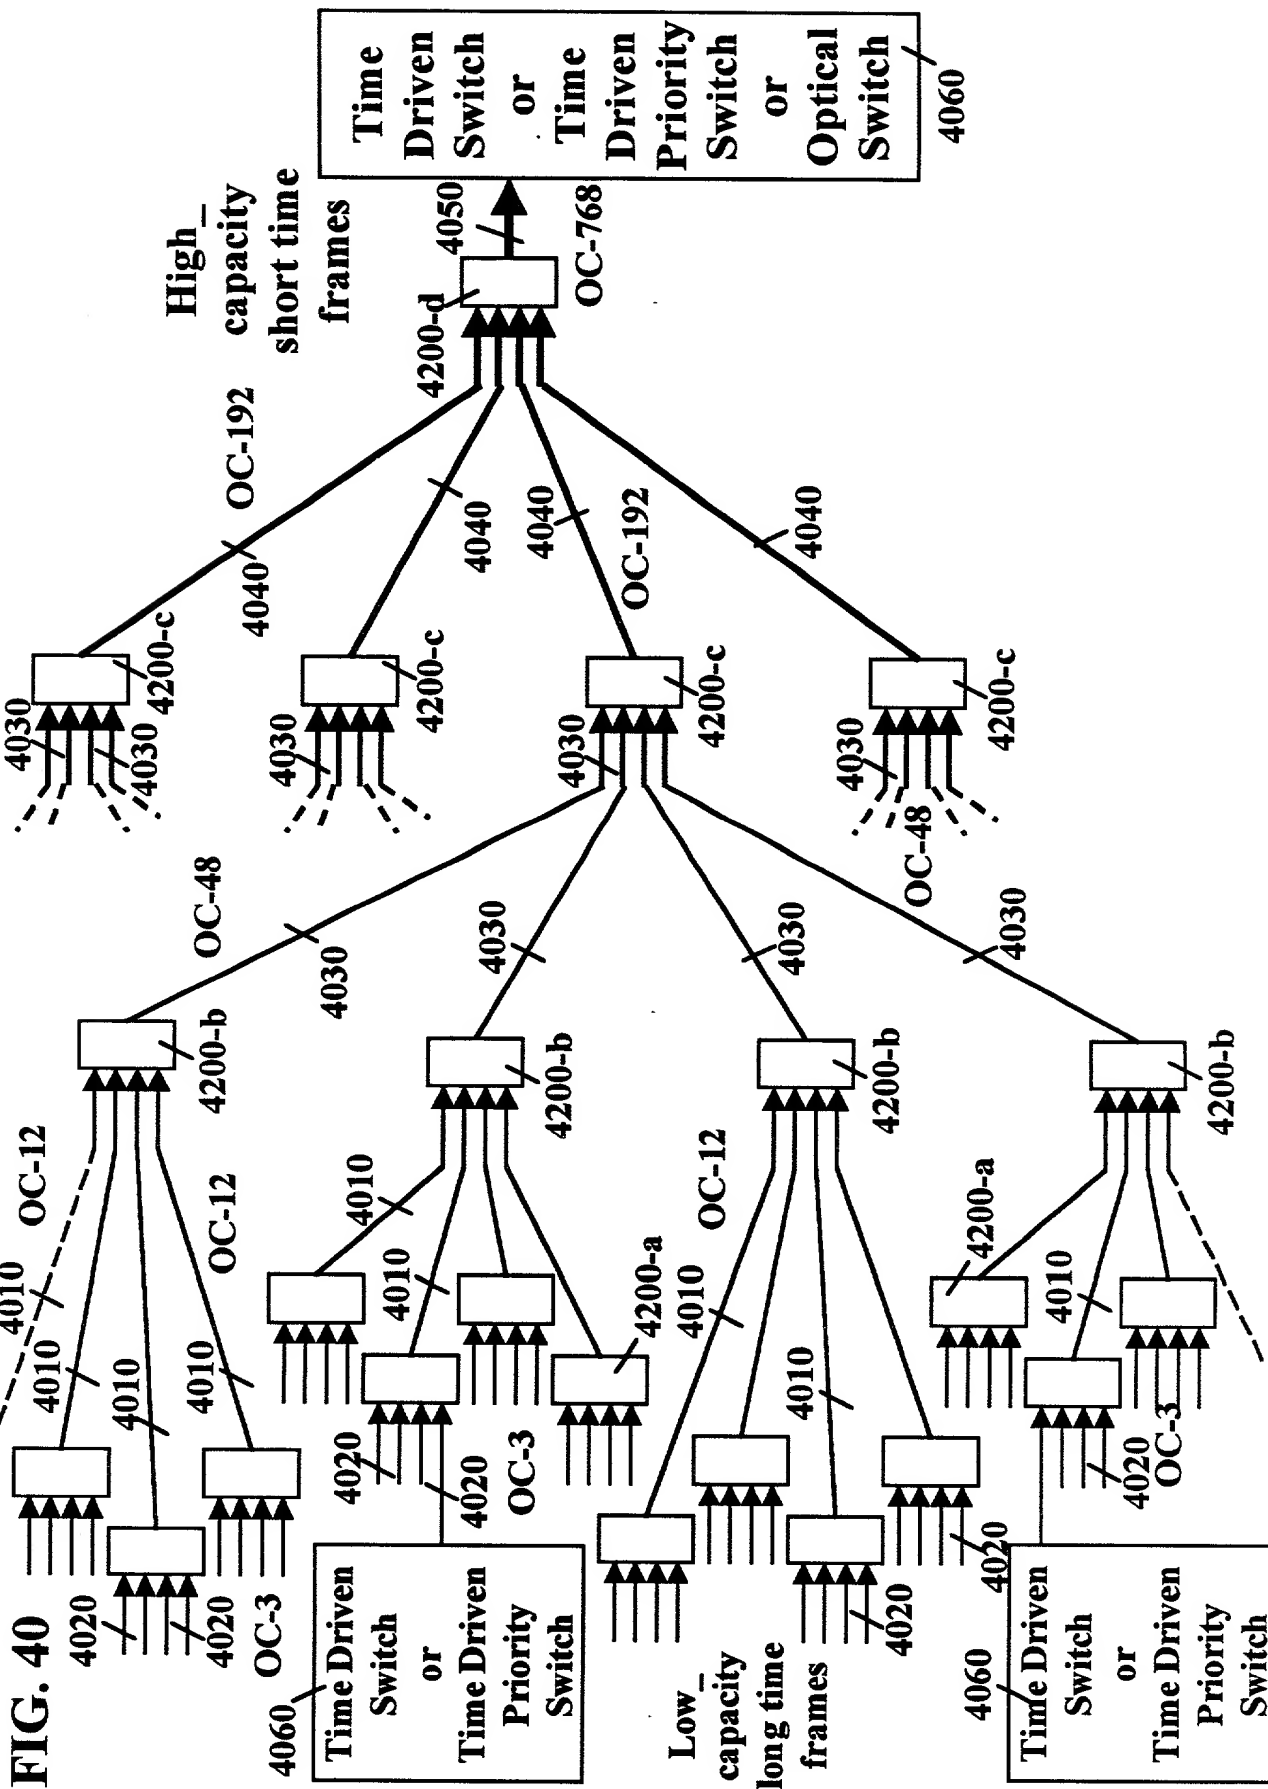 FIG. 40
High_
capacity
short time
frames
Time
Driven
Switch
or
Time
Driven
Priority
Switch
or
Optical
Switch
4060
4050
OC-768
4200-d
OC-192
4040
4040
4040
OC-192
4040
4030
4030
4200-c
4030
4200-c
4030
4200-c
4030
4200-c
OC-48
OC-48
4030
4030
4030
4030
4200-b
4200-b
4200-b
4200-b
OC-12
4010
4010
4010
OC-12
4010
4010
4010
4200-a
OC-12
4010
4010
4200-a
4010
4020
4020
OC-3
4020
4020
OC-3
4020
4020
4020
OC-3
4060
Time Driven
Switch
or
Time Driven
Priority
Switch
Low_
capacity
long time
frames
4060
Time Driven
Switch
or
Time Driven
Priority
Switch